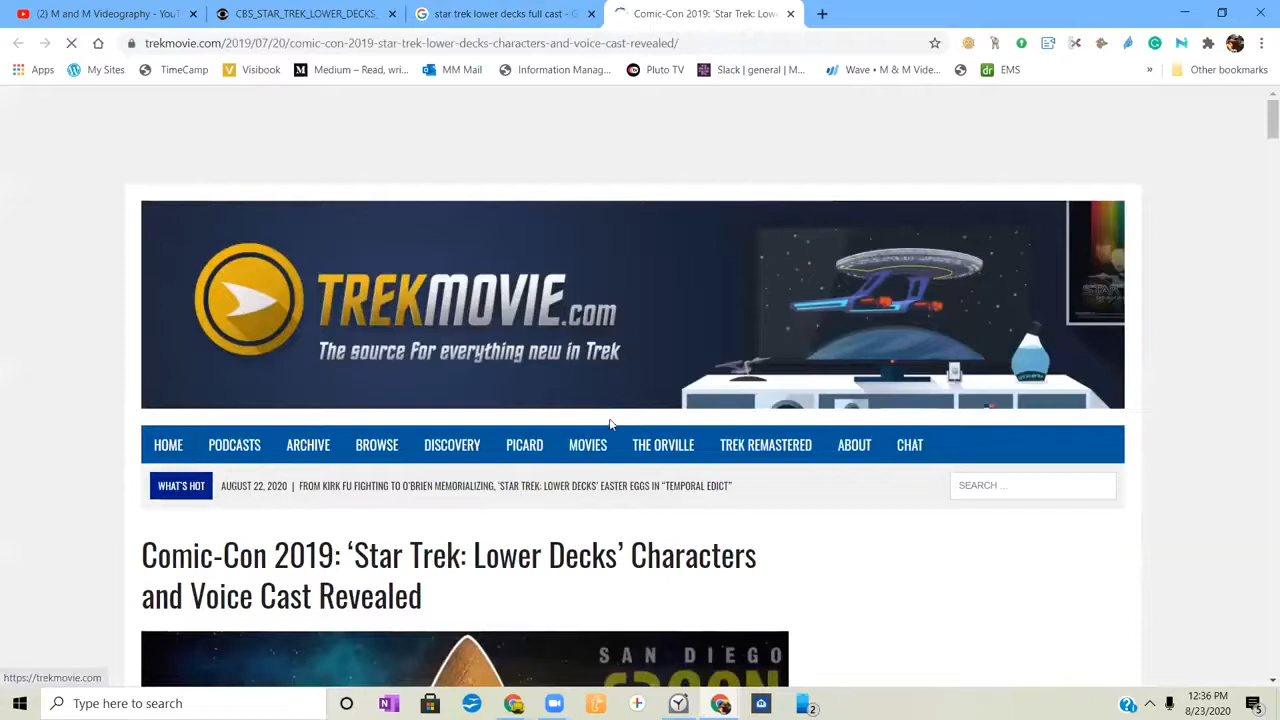 (2) M and M Videography - YouT
CBS_STAR_TREK_LOWER_DECKS_
star trek lower decks full cast - G
Comic-Con 2019: 'Star Trek: Low
trekmovie.com/2019/07/20/comic-con-2019-star-trek-lower-decks-characters-and-voice-cast-revealed/
Apps
My Sites
TimeCamp
Visibook
Medium – Read, wri...
MM Mail
Information Manag...
Pluto TV
Slack | general | M...
Wave • M & M Vide...
dr
EMS
»
Other bookmarks
TREKMOVIE.com
The source for everything new in Trek
HOME
PODCASTS
ARCHIVE
BROWSE
DISCOVERY
PICARD
MOVIES
THE ORVILLE
TREK REMASTERED
ABOUT
CHAT
WHAT'S HOT
AUGUST 22, 2020 | FROM KIRK FU FIGHTING TO O'BRIEN MEMORIALIZING, 'STAR TREK: LOWER DECKS' EASTER EGGS IN "TEMPORAL EDICT"
SEARCH ...
Comic-Con 2019: 'Star Trek: Lower Decks' Characters
and Voice Cast Revealed
SAN DIEGO
https://trekmovie.com
Type here to search
2
12:36 PM
8/23/2020
5